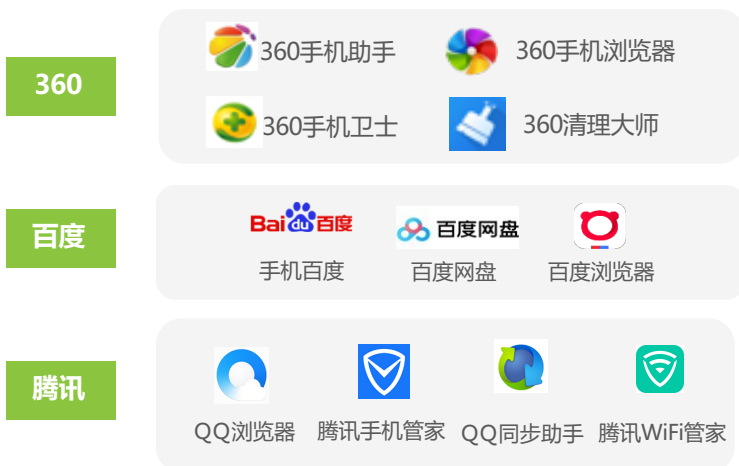 360
360手机助手
360手机浏览器
360手机卫士
360清理大师
百度
Bai du 百度
百度网盘
手机百度
百度网盘
百度浏览器
腾讯
QQ浏览器
腾讯手机管家
QQ同步助手
腾讯WiFi管家